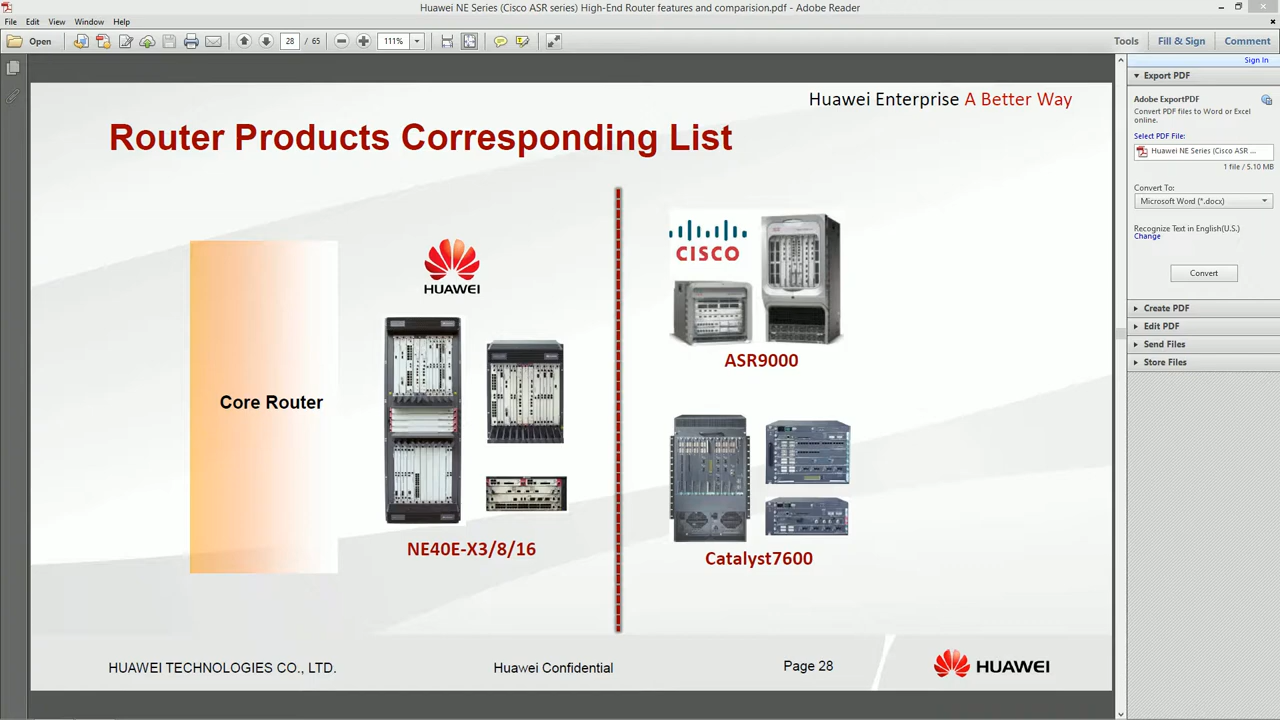 Huawei NE Series (Cisco ASR series) High-End Router features and comparision.pdf - Adobe Reader
File Edit View Window Help
Open 28 / 65 111% Tools Fill & Sign Comment
Sign In
Export PDF
Adobe ExportPDF
Convert PDF files to Word or Excel
online.
Select PDF File:
Huawei NE Series (Cisco ASR ...
1 file / 5.10 MB
Convert To:
Microsoft Word (*.docx)
Recognize Text in English(U.S.)
Change
Convert
Create PDF
Edit PDF
Send Files
Store Files
Huawei Enterprise A Better Way
Router Products Corresponding List
HUAWEI
CISCO
ASR9000
Core Router
NE40E-X3/8/16
Catalyst7600
HUAWEI TECHNOLOGIES CO., LTD. Huawei Confidential Page 28 HUAWEI